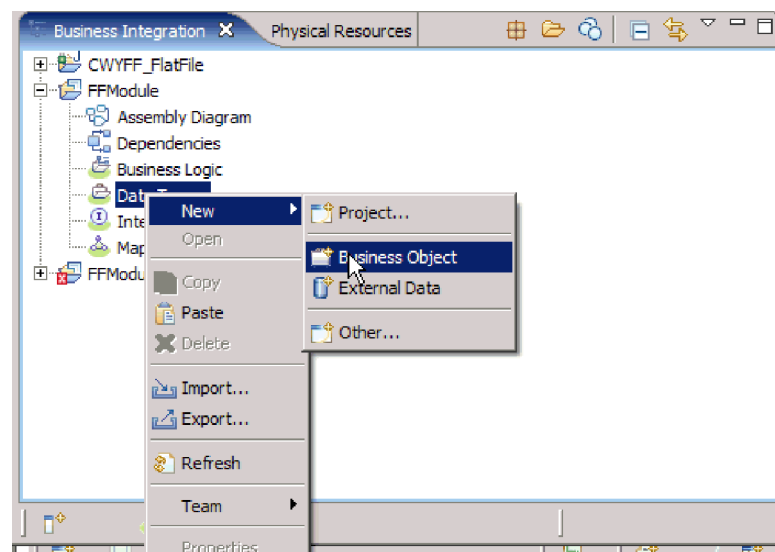 Business Integration Physical Resources
CWYFF_FlatFile
FFModule
Assembly Diagram
Dependencies
Business Logic
New
Project...
Open
Business Object
FFModu
Copy
External Data
Paste
Other...
Delete
Import...
Export...
Refresh
Team
Properties